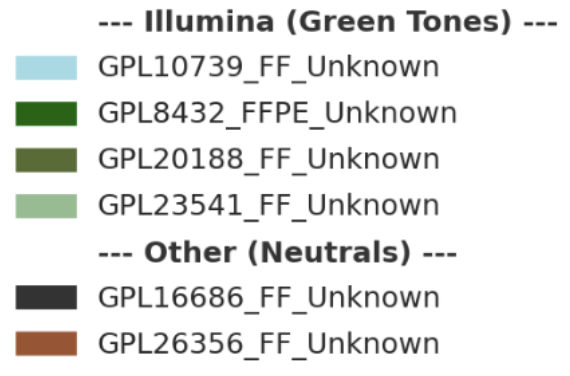 --- Illumina (Green Tones) ---
GPL10739_FF_Unknown
GPL8432_FFPE_Unknown
GPL20188_FF_Unknown
GPL23541_FF_Unknown
--- Other (Neutrals) ---
GPL16686_FF_Unknown
GPL26356_FF_Unknown